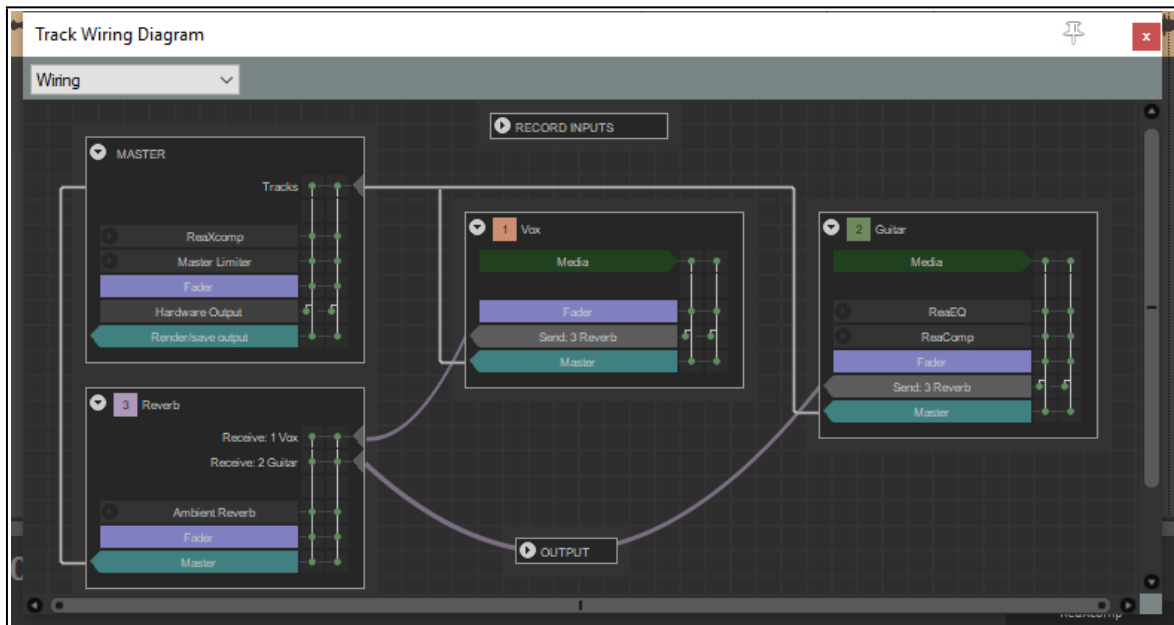 Track Wiring Diagram
x
Wiring
RECORD INPUTS
MASTER
Tracks
ReaXcomp
Master Limiter
Fader
Hardware Output
Render/save output
1 Vox
Media
Fader
Send: 3 Reverb
Master
2 Guitar
Media
ReaEQ
ReaComp
Fader
Send: 3 Reverb
Master
3 Reverb
Receive: 1 Vox
Receive: 2 Guitar
Ambient Reverb
Fader
Master
OUTPUT